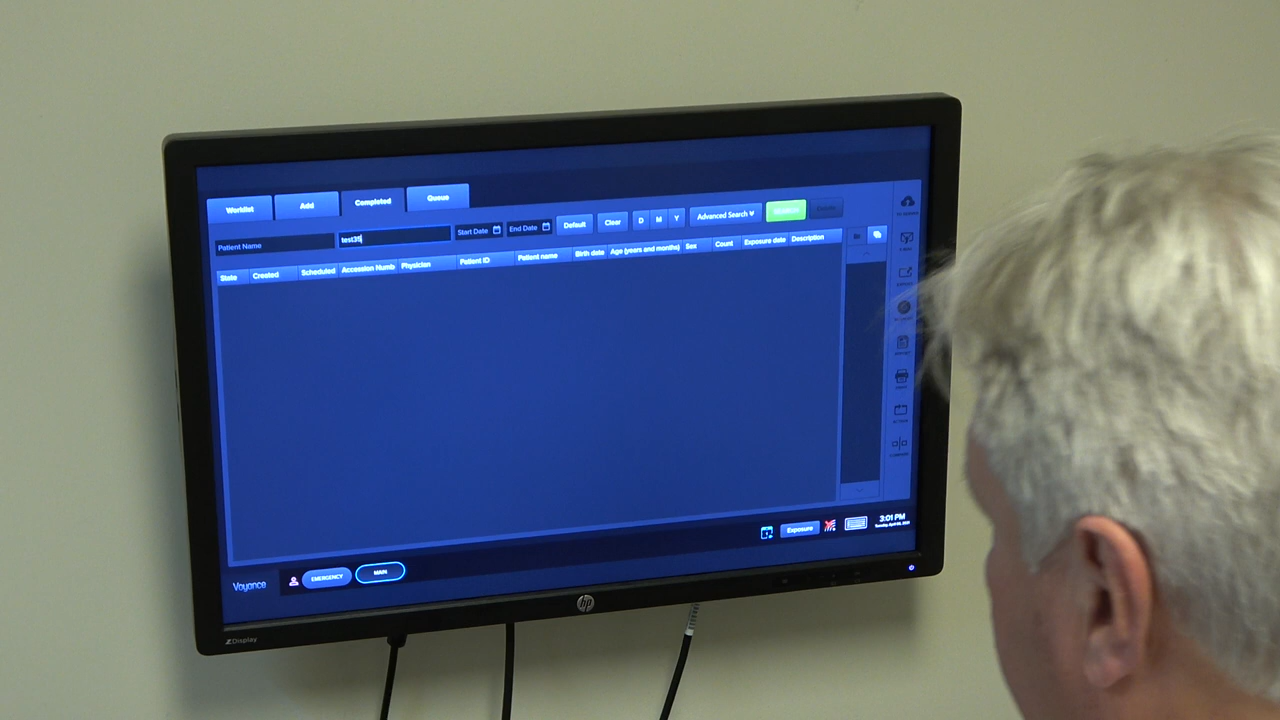 Worklist Add Completed Queue
Patient Name test35 Start Date End Date Default Clear D M Y Advanced Search
State Created Scheduled Accession Numb Physician Patient ID Patient name Birth date Age (years and months) Sex Count Exposure date Description
Exposure 3:01 PM
Voyance EMERGENCY MAIN
hp
ZDisplay